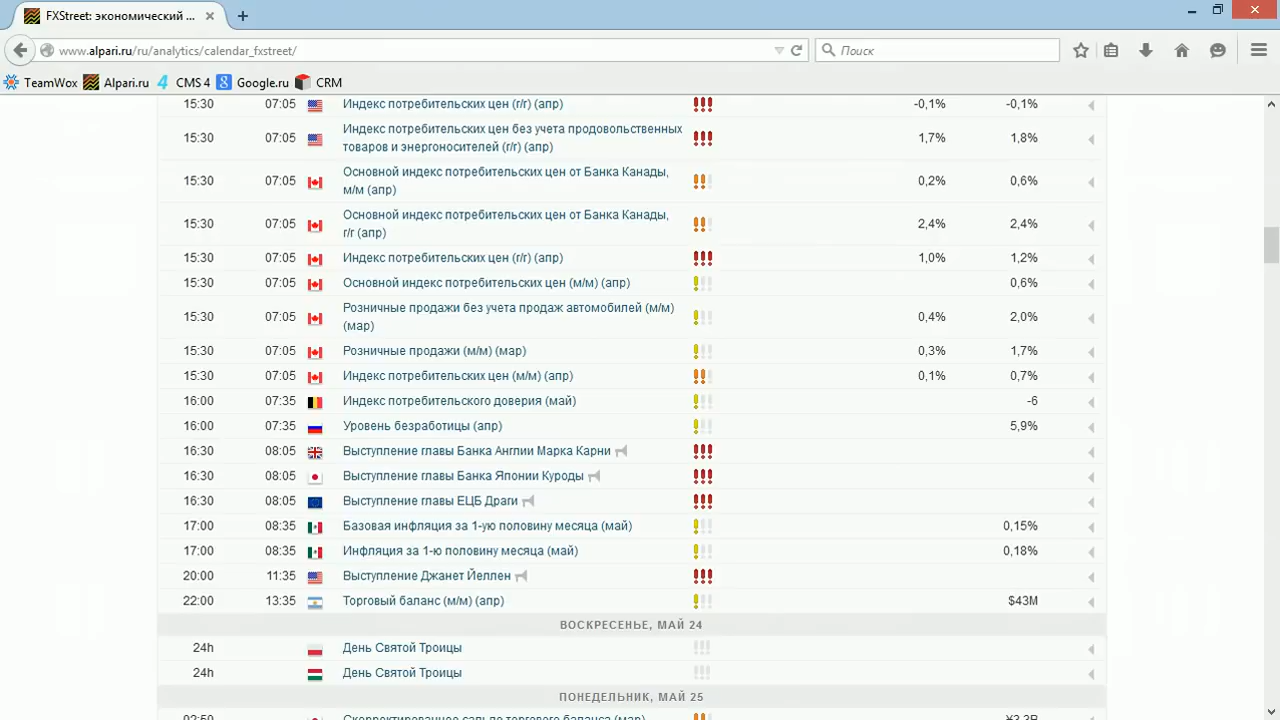 FXStreet: экономический ...
www.alpari.ru/ru/analytics/calendar_fxstreet/
Поиск
TeamWox Alpari.ru CMS 4 Google.ru CRM
15:30 07:05 Индекс потребительских цен (г/г) (апр) -0,1% -0,1%
15:30 07:05 Индекс потребительских цен без учета продовольственных товаров и энергоносителей (г/г) (апр) 1,7% 1,8%
15:30 07:05 Основной индекс потребительских цен от Банка Канады, м/м (апр) 0,2% 0,6%
15:30 07:05 Основной индекс потребительских цен от Банка Канады, г/г (апр) 2,4% 2,4%
15:30 07:05 Индекс потребительских цен (г/г) (апр) 1,0% 1,2%
15:30 07:05 Основной индекс потребительских цен (м/м) (апр) 0,6%
15:30 07:05 Розничные продажи без учета продаж автомобилей (м/м) (мар) 0,4% 2,0%
15:30 07:05 Розничные продажи (м/м) (мар) 0,3% 1,7%
15:30 07:05 Индекс потребительских цен (м/м) (апр) 0,1% 0,7%
16:00 07:35 Индекс потребительского доверия (май) -6
16:00 07:35 Уровень безработицы (апр) 5,9%
16:30 08:05 Выступление главы Банка Англии Марка Карни
16:30 08:05 Выступление главы Банка Японии Куроды
16:30 08:05 Выступление главы ЕЦБ Драги
17:00 08:35 Базовая инфляция за 1-ую половину месяца (май) 0,15%
17:00 08:35 Инфляция за 1-ю половину месяца (май) 0,18%
20:00 11:35 Выступление Джанет Йеллен
22:00 13:35 Торговый баланс (м/м) (апр) $43M
ВОСКРЕСЕНЬЕ, МАЙ 24
24h День Святой Троицы
24h День Святой Троицы
ПОНЕДЕЛЬНИК, МАЙ 25
02:50 Скорректированное сальдо торгового баланса (мар) ¥3,3B